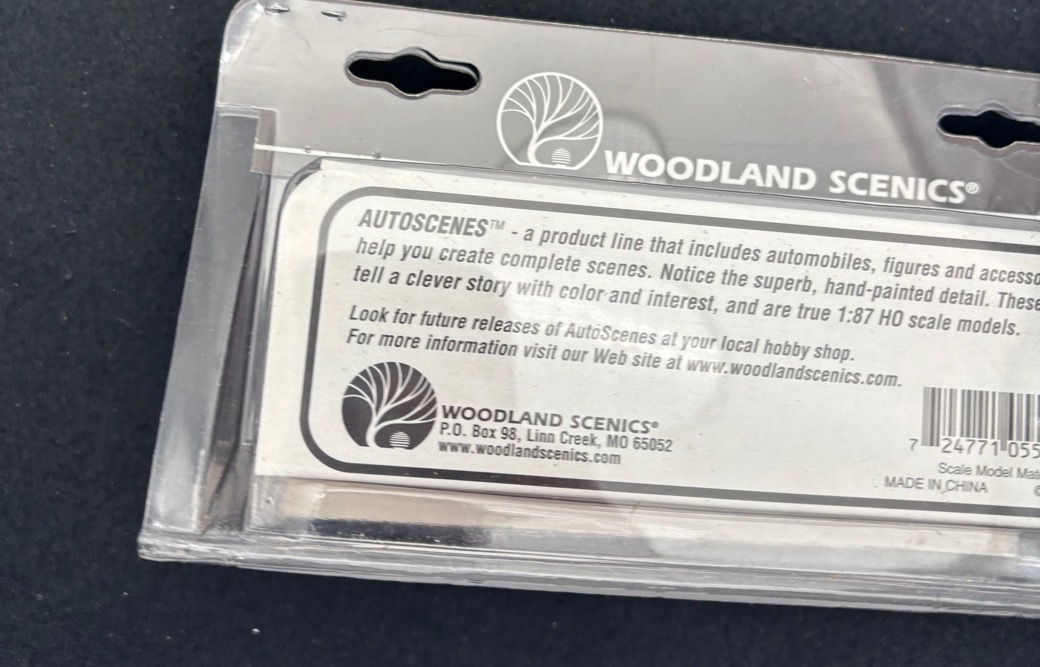 WOODLAND SCENICS®
AUTOSCENES™ - a product line that includes automobiles, figures and
help you create complete scenes. Notice the superb, hand-painted detail. These
tell a clever story with color and interest, and are true 1:87 HO scale models.
Look for future releases of AutoScenes at your local hobby shop.
For more information visit our Web site at www.woodlandscenics.com.
WOODLAND SCENICS®
P.O. Box 98, Linn Creek, MO 65052
www.woodlandscenics.com
7 24771 055
Scale Model
MADE IN CHINA